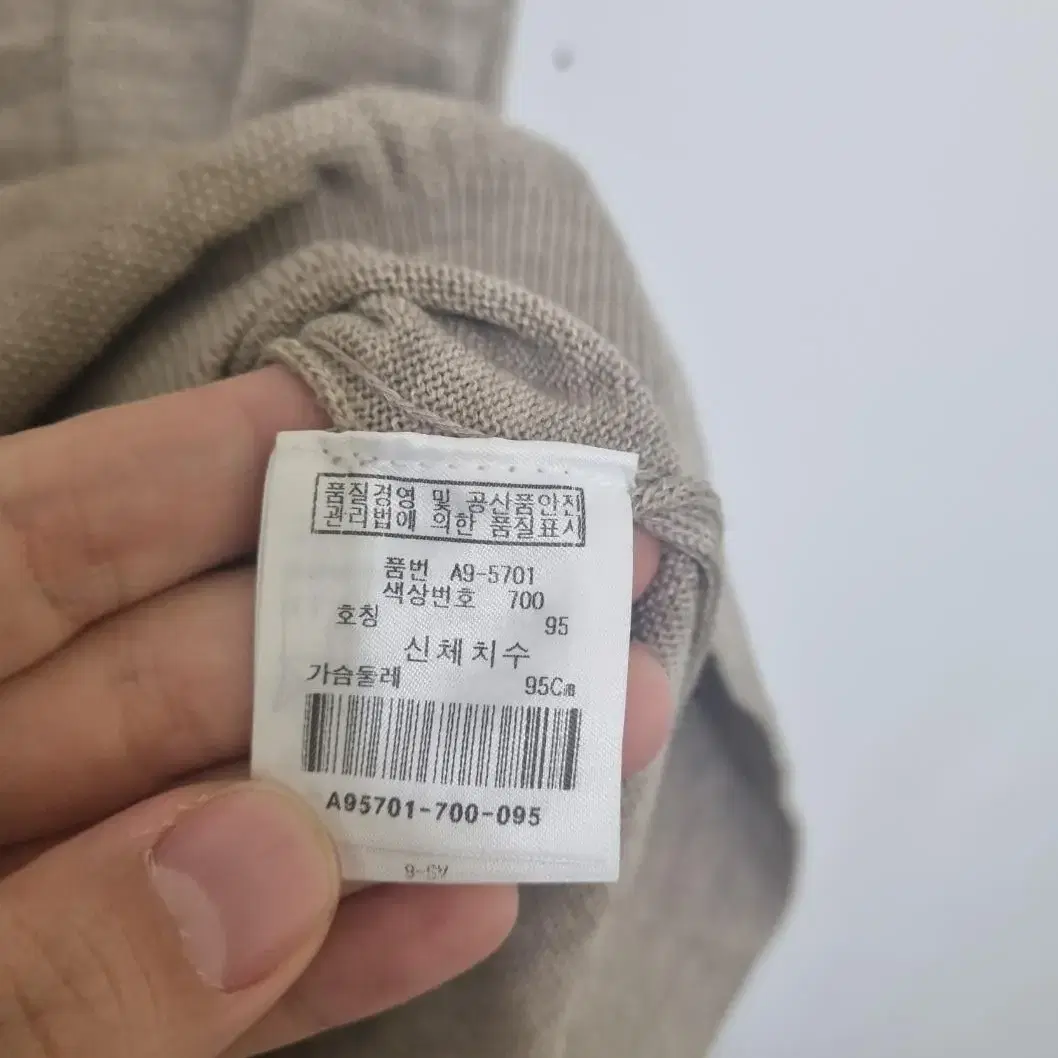 품질경영 및 공산품안전
관리법에 의한 품질표시
품번 A9-5701
색상번호 700
호칭 95
신체치수
가슴둘레 95Cm
A95701-700-095